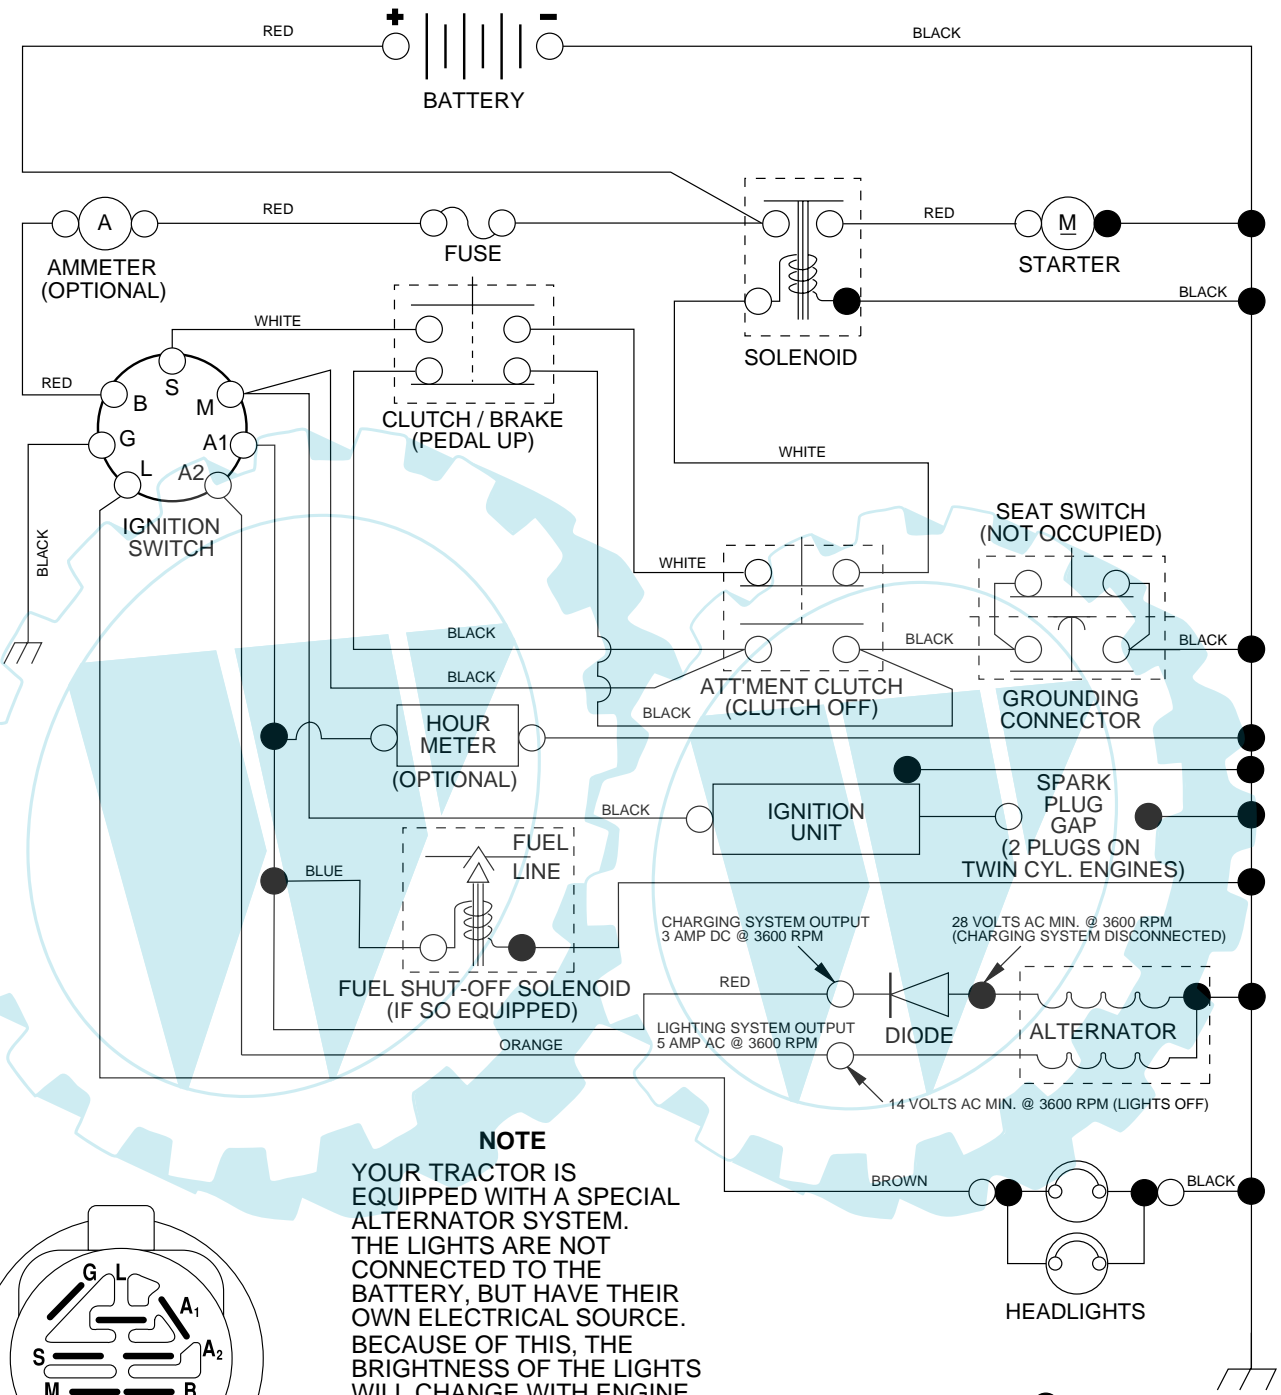 +
-
RED
BLACK
BATTERY
A
RED
FUSE
RED
M
AMMETER
(OPTIONAL)
STARTER
BLACK
WHITE
SOLENOID
RED
B
S
M
CLUTCH / BRAKE
(PEDAL UP)
G
A1
L
A2
WHITE
IGNITION
SWITCH
BLACK
SEAT SWITCH
(NOT OCCUPIED)
WHITE
BLACK
BLACK
BLACK
BLACK
ATT'MENT CLUTCH
(CLUTCH OFF)
GROUNDING
CONNECTOR
BLACK
HOUR
METER
(OPTIONAL)
BLACK
IGNITION
UNIT
SPARK
PLUG
GAP
(2 PLUGS ON
TWIN CYL. ENGINES)
FUEL
LINE
BLUE
CHARGING SYSTEM OUTPUT
3 AMP DC @ 3600 RPM
28 VOLTS AC MIN. @ 3600 RPM
(CHARGING SYSTEM DISCONNECTED)
FUEL SHUT-OFF SOLENOID
(IF SO EQUIPPED)
RED
DIODE
ALTERNATOR
LIGHTING SYSTEM OUTPUT
5 AMP AC @ 3600 RPM
ORANGE
14 VOLTS AC MIN. @ 3600 RPM (LIGHTS OFF)
NOTE
YOUR TRACTOR IS
EQUIPPED WITH A SPECIAL
ALTERNATOR SYSTEM.
THE LIGHTS ARE NOT
CONNECTED TO THE
BATTERY, BUT HAVE THEIR
OWN ELECTRICAL SOURCE.
BECAUSE OF THIS, THE
BRIGHTNESS OF THE LIGHTS
WILL CHANGE WITH ENGINE
BROWN
BLACK
HEADLIGHTS
G
L
A1
S
A2
M
B